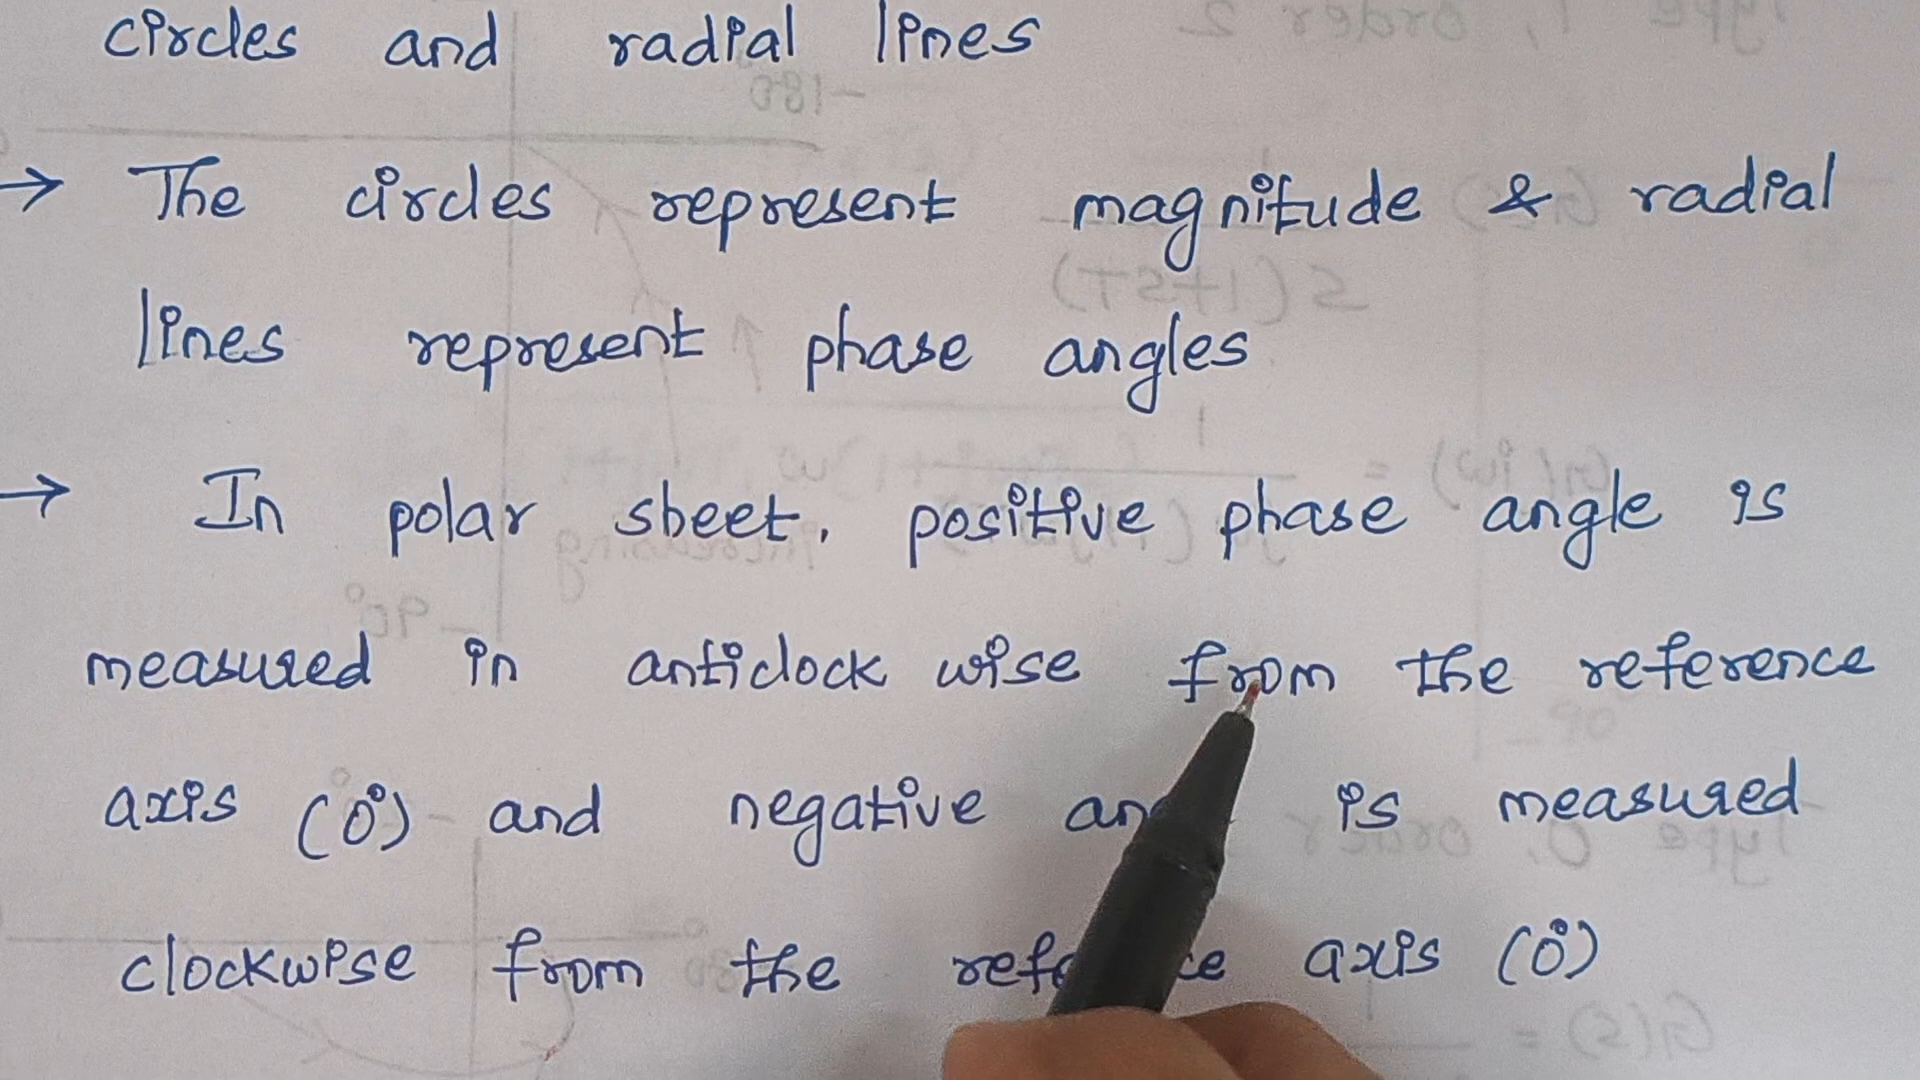 circles and radial lines
→ The circles represent magnitude & radial
lines represent phase angles
→ In polar sheet, positive phase angle is
measured in anticlock wise from the reference
axis (0°) and negative is measured
clockwise from the axis (0°)